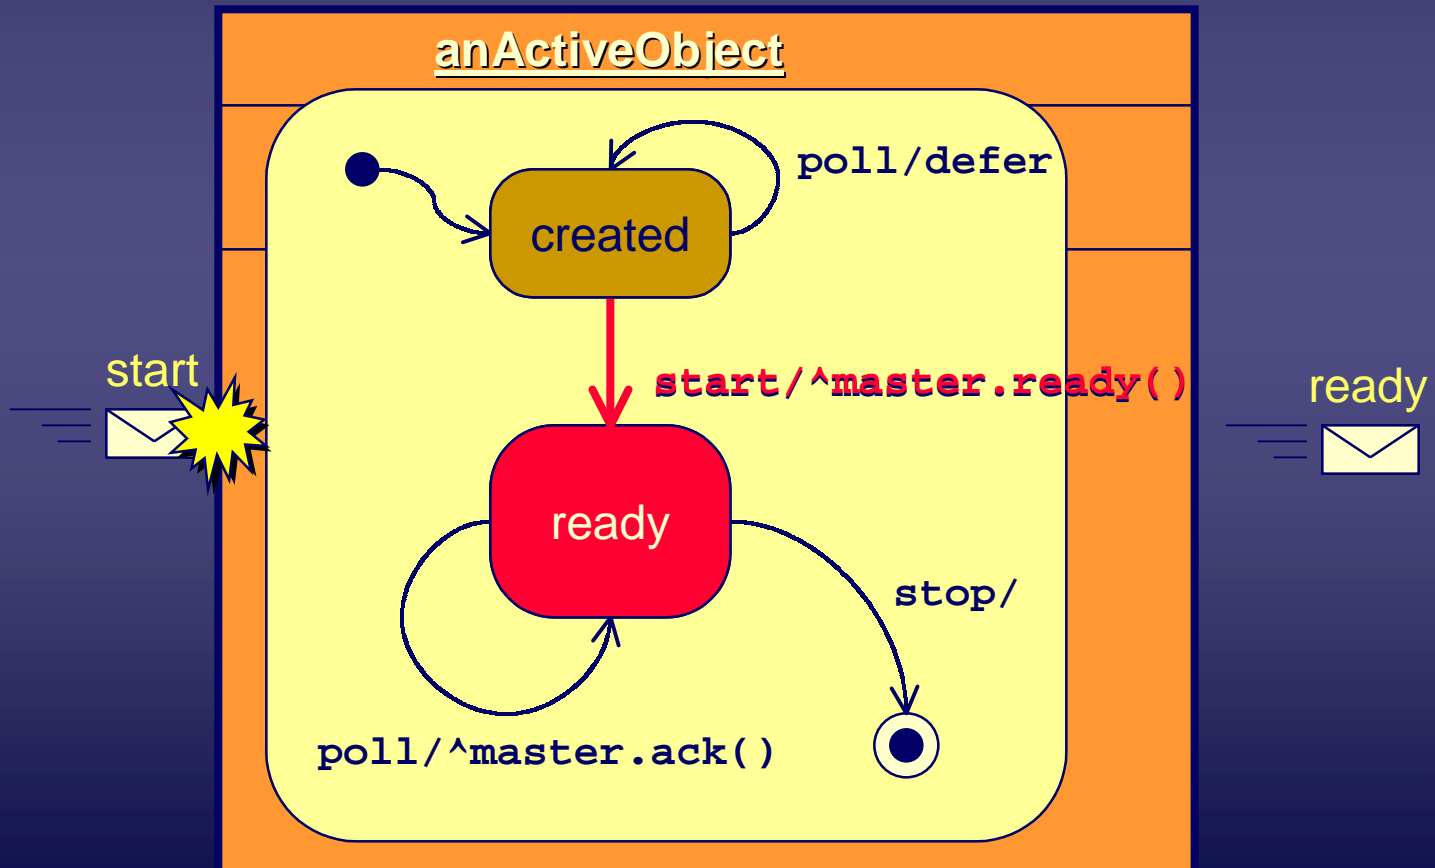 anActiveObject
poll/defer
created
start
start/^master.ready()
ready
ready
stop/
poll/^master.ack()